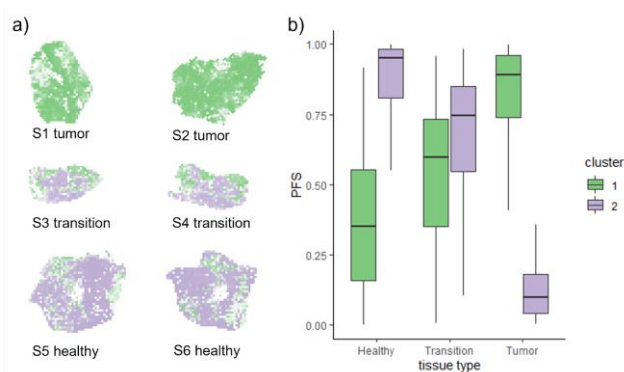 a)
S1 tumor
S2 tumor
S3 transition
S4 transition
S5 healthy
S6 healthy
b)
1.00
0.75
0.50
0.25
0.00
PFS
Healthy
Transition
Tumor
tissue type
cluster
1
2